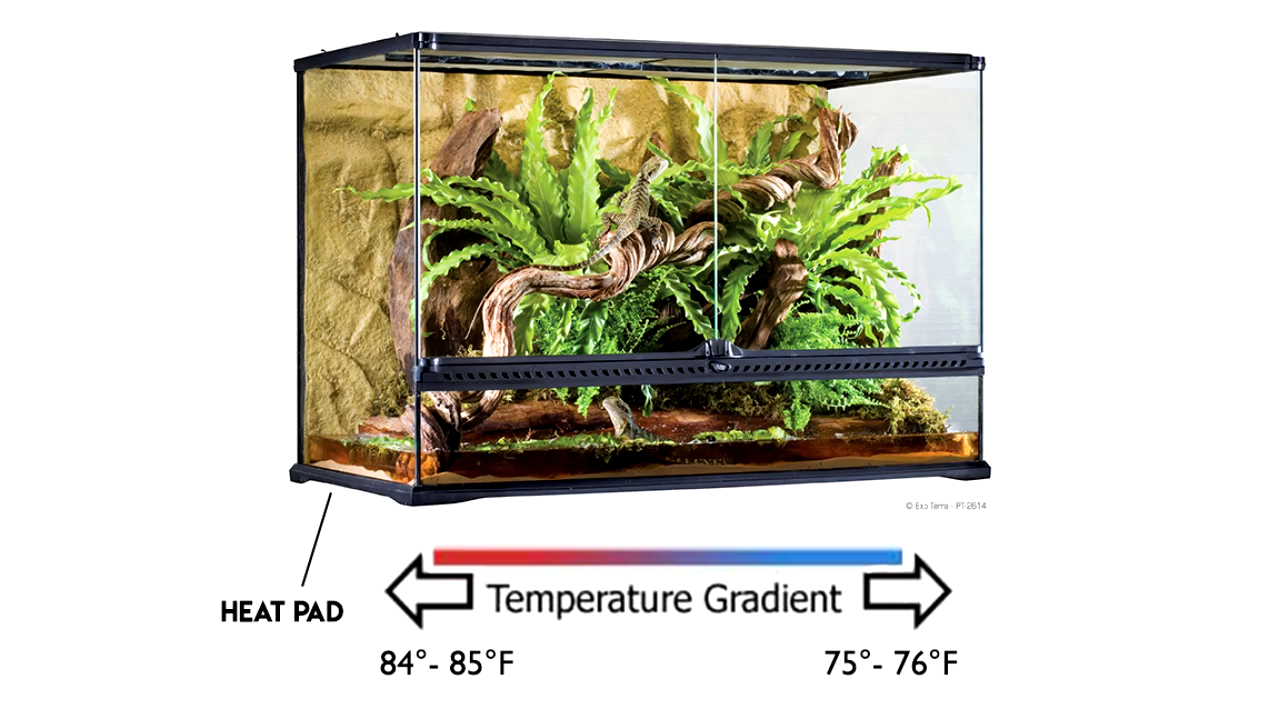 © Exo Terra - PT-2614
HEAT PAD
Temperature Gradient
84°- 85°F
75°- 76°F